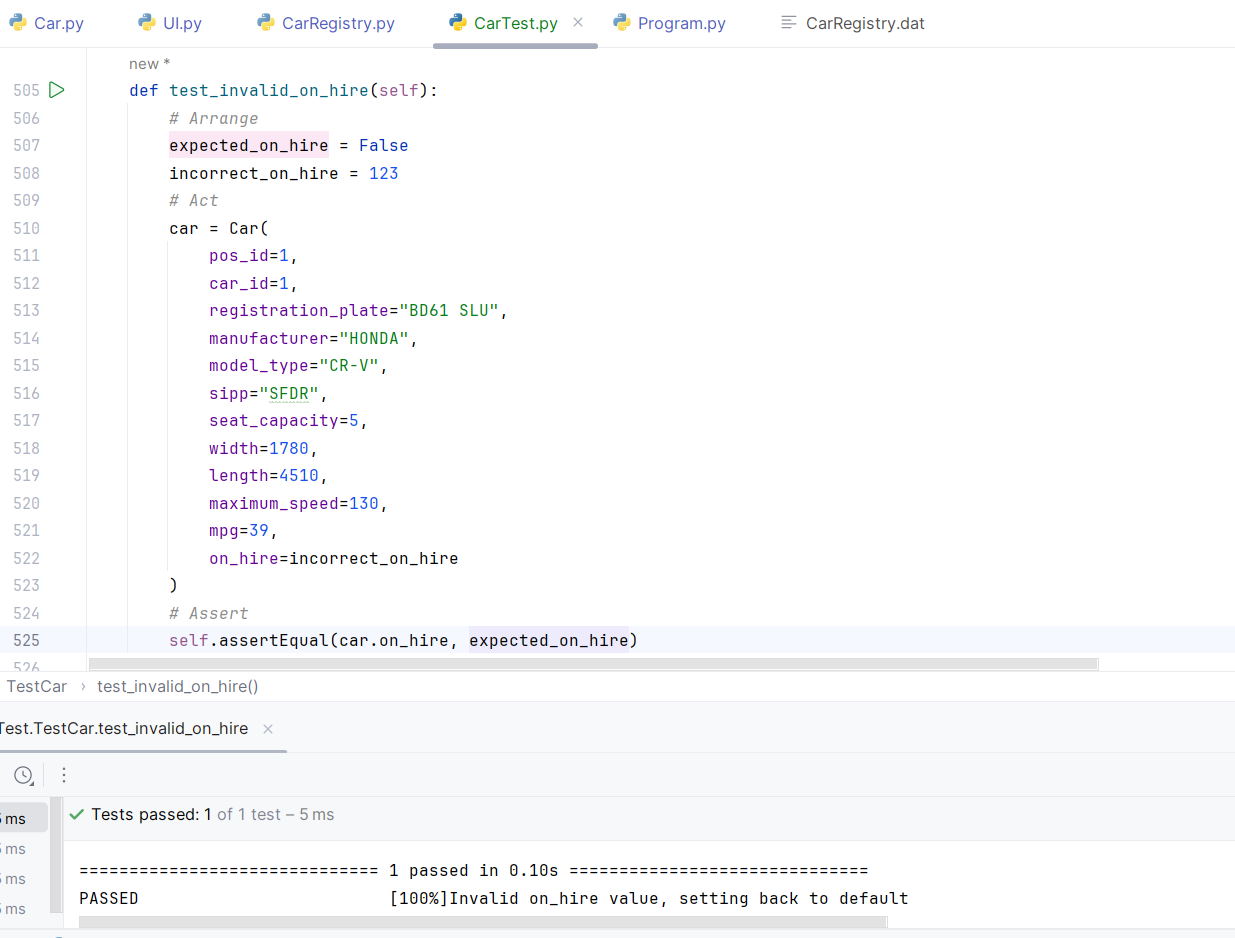 Car.py UI.py CarRegistry.py CarTest.py × Program.py CarRegistry.dat
new *
505 def test_invalid_on_hire(self):
506 # Arrange
507 expected_on_hire = False
508 incorrect_on_hire = 123
509 # Act
510 car = Car(
511 pos_id=1,
512 car_id=1,
513 registration_plate="BD61 SLU",
514 manufacturer="HONDA",
515 model_type="CR-V",
516 sipp="SFDR",
517 seat_capacity=5,
518 width=1780,
519 length=4510,
520 maximum_speed=130,
521 mpg=39,
522 on_hire=incorrect_on_hire
523 )
524 # Assert
525 self.assertEqual(car.on_hire, expected_on_hire)
526
TestCar › test_invalid_on_hire()
Test.TestCar.test_invalid_on_hire ×
5 ms ✓ Tests passed: 1 of 1 test – 5 ms
5 ms
5 ms
5 ms
============================== 1 passed in 0.10s ==============================
PASSED [100%]Invalid on_hire value, setting back to default